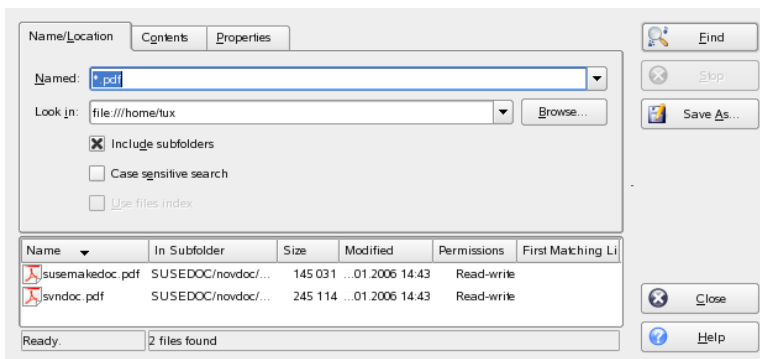 Name/Location Contents Properties
Find
Named: *.pdf
Stop
Look in: file:///home/tux Browse...
Save As...
Include subfolders
Case sensitive search
Use files index
Name In Subfolder Size Modified Permissions First Matching Li
susemakedoc.pdf SUSEDOC/novdoc/... 145 031 ...01.2006 14:43 Read-write
svndoc.pdf SUSEDOC/novdoc/... 245 114 ...01.2006 14:43 Read-write
Close
Ready. 2 files found
Help